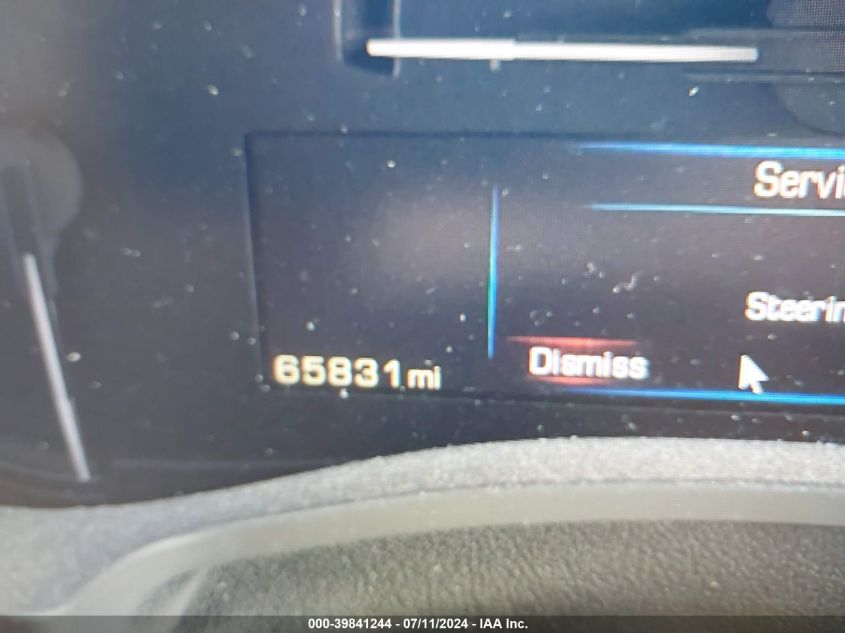 Servi
Steerin
65831 mi
Dismiss
000-39841244 - 07/11/2024 - IAA Inc.